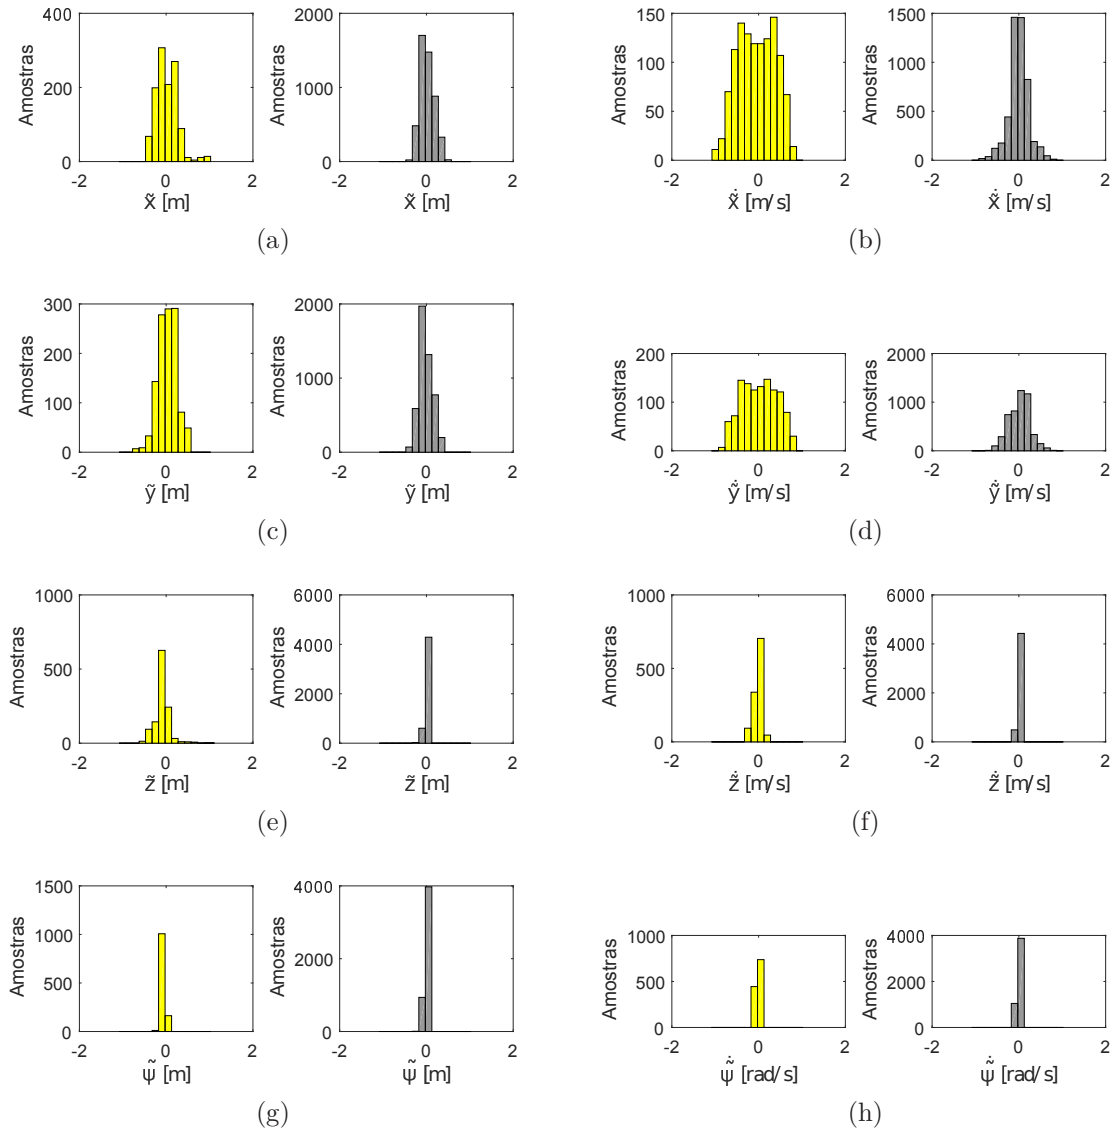 400
200
0
Amostras
-2 0 2
x̃ [m]
2000
1000
0
Amostras
-2 0 2
x̃ [m]
(a)
150
100
50
0
Amostras
-2 0 2
ẋ̃ [m/s]
1500
1000
500
0
Amostras
-2 0 2
ẋ̃ [m/s]
(b)
300
200
100
0
Amostras
-2 0 2
ỹ [m]
2000
1000
0
Amostras
-2 0 2
ỹ [m]
(c)
200
100
0
Amostras
-2 0 2
ỹ̇ [m/s]
2000
1000
0
Amostras
-2 0 2
ỹ̇ [m/s]
(d)
1000
500
0
Amostras
-2 0 2
z̃ [m]
6000
4000
2000
0
Amostras
-2 0 2
z̃ [m]
(e)
1000
500
0
Amostras
-2 0 2
z̃̇ [m/s]
6000
4000
2000
0
Amostras
-2 0 2
z̃̇ [m/s]
(f)
1500
1000
500
0
Amostras
-2 0 2
ψ̃ [m]
4000
2000
0
Amostras
-2 0 2
ψ̃ [m]
(g)
1000
500
0
Amostras
-2 0 2
ψ̃̇ [rad/s]
4000
2000
0
Amostras
-2 0 2
ψ̃̇ [rad/s]
(h)